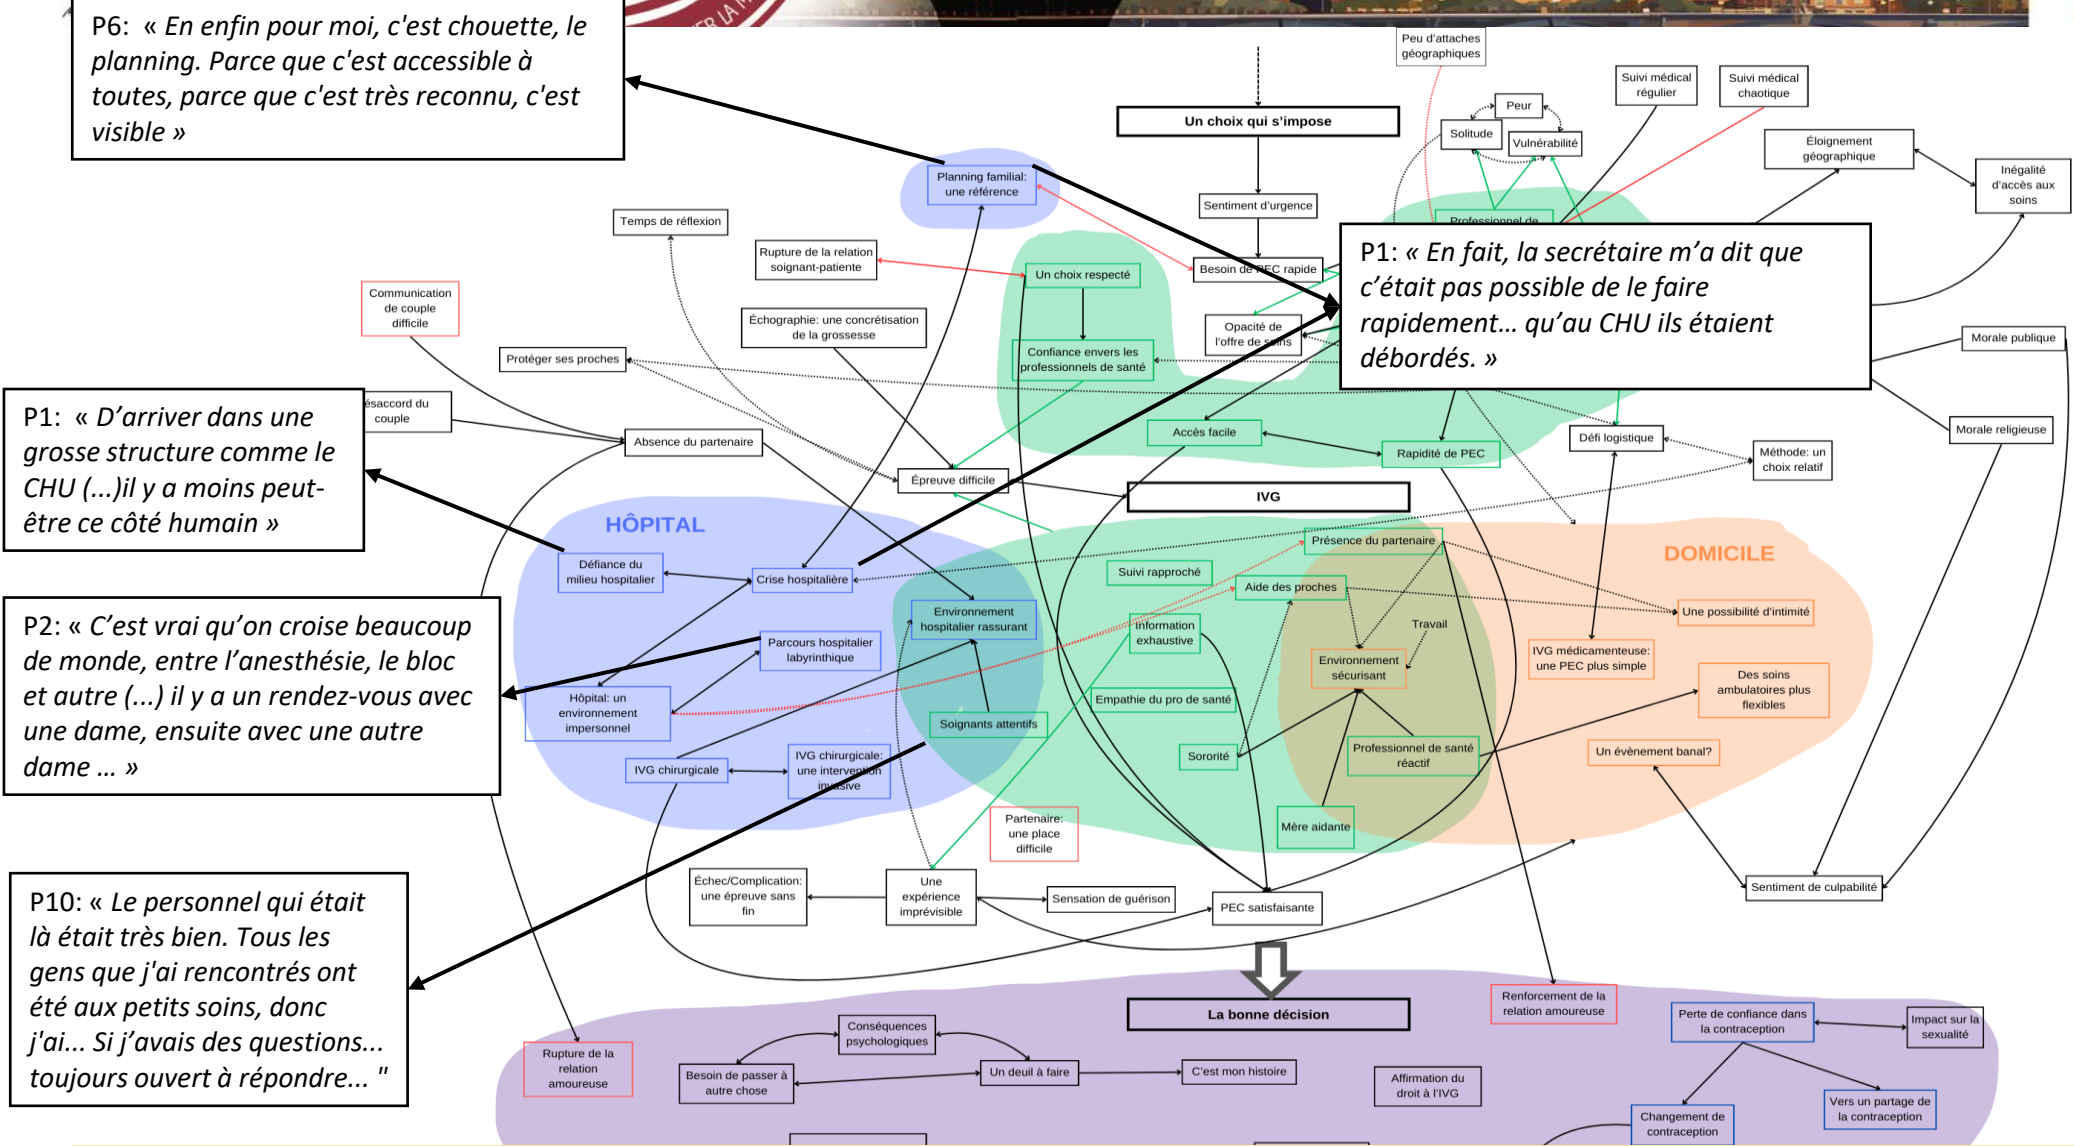 P6: « En enfin pour moi, c'est chouette, le
planning. Parce que c'est accessible à
toutes, parce que c'est très reconnu, c'est
visible »
Peu d'attaches
géographiques
Suivi médical
régulier
Suivi médical
chaotique
Un choix qui s'impose
Peur
Solitude
Vulnérabilité
Éloignement
géographique
Inégalité
d'accès aux
soins
Planning familial:
une référence
Sentiment d'urgence
Professionnel de
Temps de réflexion
Rupture de la relation
soignant-patiente
Un choix respecté
Besoin de PEC rapide
P1: « En fait, la secrétaire m'a dit que
c'était pas possible de le faire
rapidement… qu'au CHU ils étaient
débordés. »
Communication
de couple
difficile
Échographie: une concrétisation
de la grossesse
Opacité de
l'offre de soins
Morale publique
Protéger ses proches
Confiance envers les
professionnels de santé
P1: « D'arriver dans une
grosse structure comme le
CHU (...)il y a moins peut-
être ce côté humain »
ésaccord du
couple
Absence du partenaire
Accès facile
Rapidité de PEC
Défi logistique
Morale religieuse
Méthode: un
choix relatif
Épreuve difficile
IVG
HÔPITAL
DOMICILE
Présence du partenaire
Défiance du
milieu hospitalier
Crise hospitalière
Suivi rapproché
Aide des proches
Une possibilité d'intimité
P2: « C'est vrai qu'on croise beaucoup
de monde, entre l'anesthésie, le bloc
et autre (...) il y a un rendez-vous avec
une dame, ensuite avec une autre
dame ... »
Environnement
hospitalier rassurant
Information
exhaustive
Travail
Parcours hospitalier
labyrinthique
Environnement
sécurisant
IVG médicamenteuse:
une PEC plus simple
Des soins
ambulatoires plus
flexibles
Hôpital: un
environnement
impersonnel
Empathie du pro de santé
Soignants attentifs
IVG chirurgicale
IVG chirurgicale:
une intervention
invasive
Sororité
Professionnel de santé
réactif
Un évènement banal?
Partenaire:
une place
difficile
Mère aidante
P10: « Le personnel qui était
là était très bien. Tous les
gens que j'ai rencontrés ont
été aux petits soins, donc
j'ai... Si j'avais des questions...
toujours ouvert à répondre... "
Échec/Complication:
une épreuve sans
fin
Une
expérience
imprévisible
Sensation de guérison
PEC satisfaisante
Sentiment de culpabilité
La bonne décision
Renforcement de la
relation amoureuse
Perte de confiance dans
la contraception
Impact sur la
sexualité
Conséquences
psychologiques
Rupture de la
relation
amoureuse
Besoin de passer à
autre chose
Un deuil à faire
C'est mon histoire
Affirmation du
droit à l'IVG
Changement de
contraception
Vers un partage de
la contraception